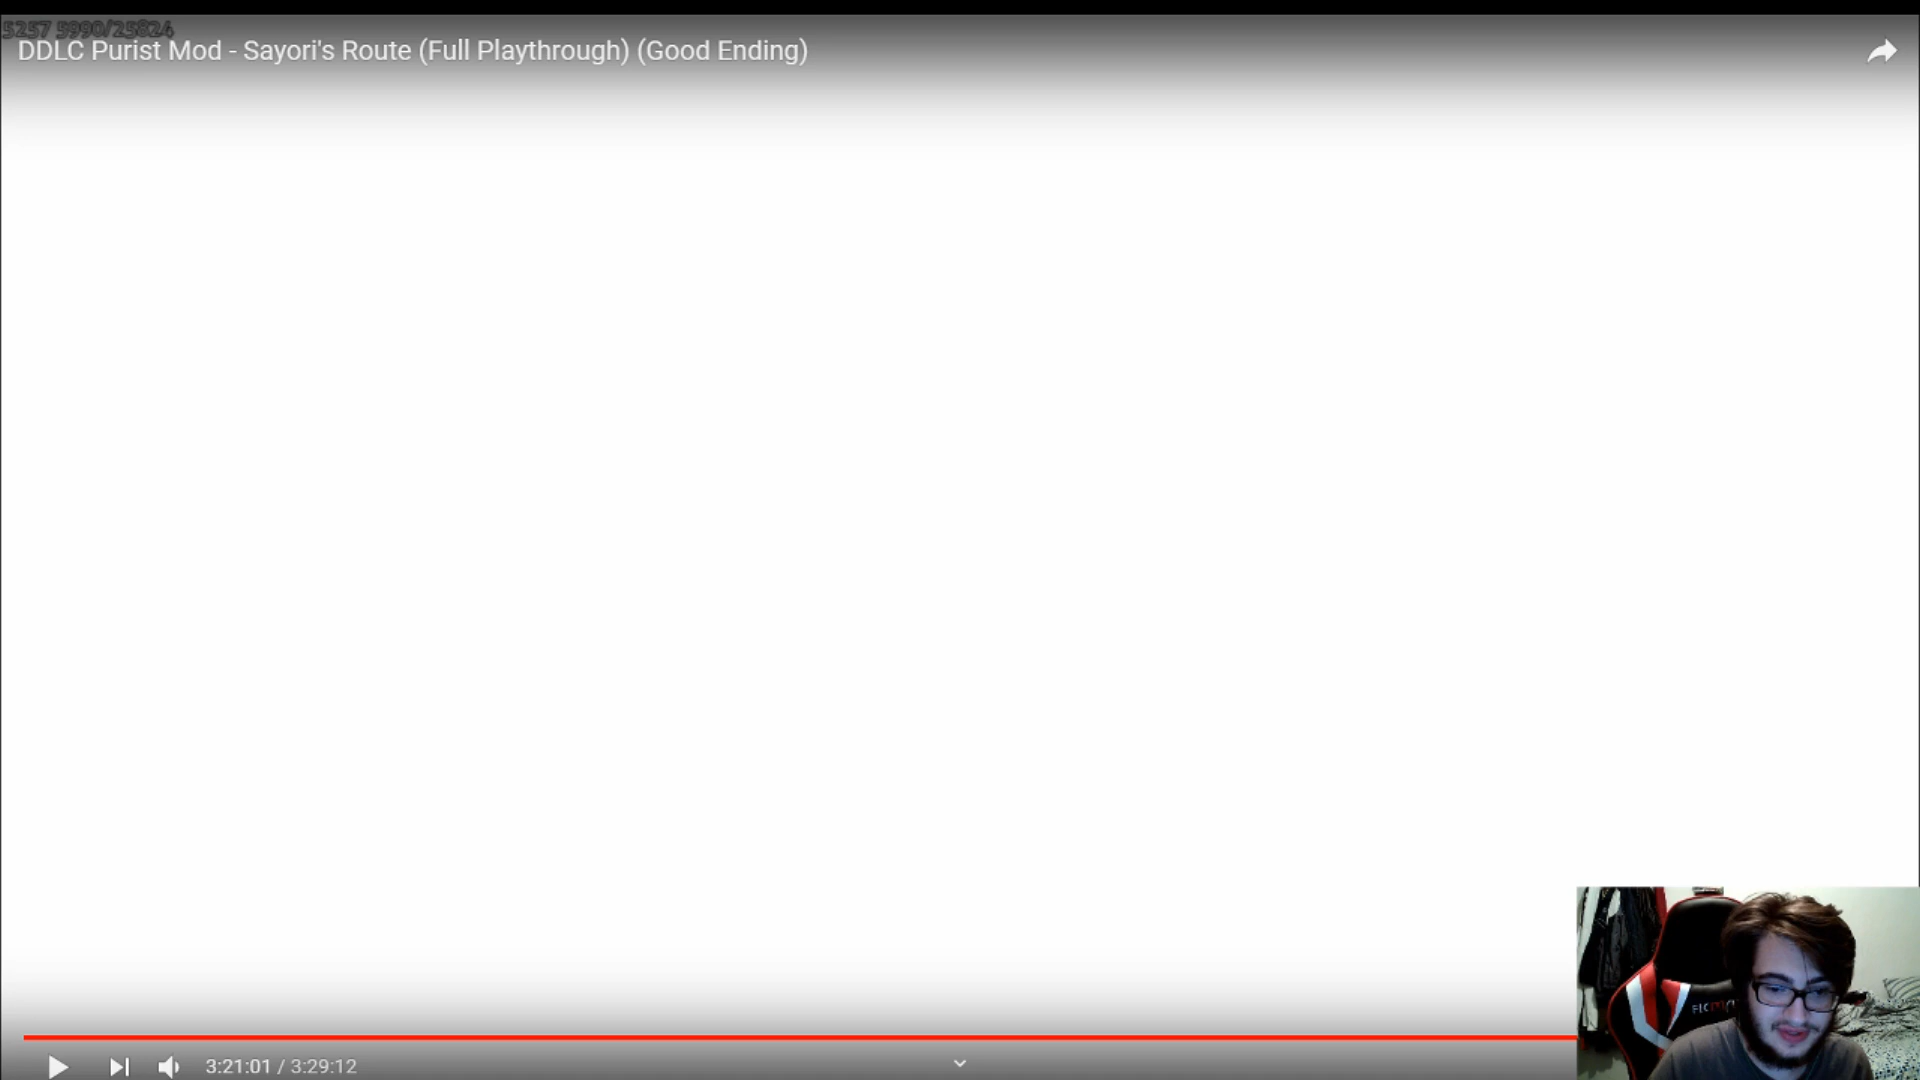 5257 5990/25824
DDLC Purist Mod - Sayori's Route (Full Playthrough) (Good Ending)
3:21:01 / 3:29:12